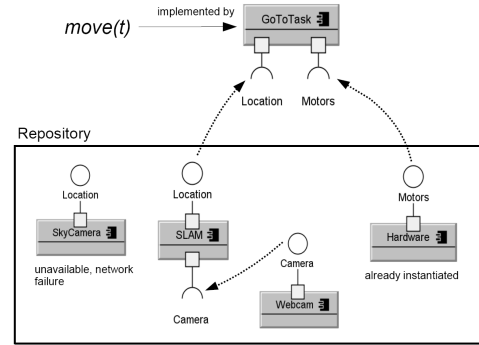 implemented by
move(t)
GoToTask
Location
Motors
Repository
Location
SkyCamera
unavailable, network
failure
Location
SLAM
Camera
Camera
Webcam
Motors
Hardware
already instantiated